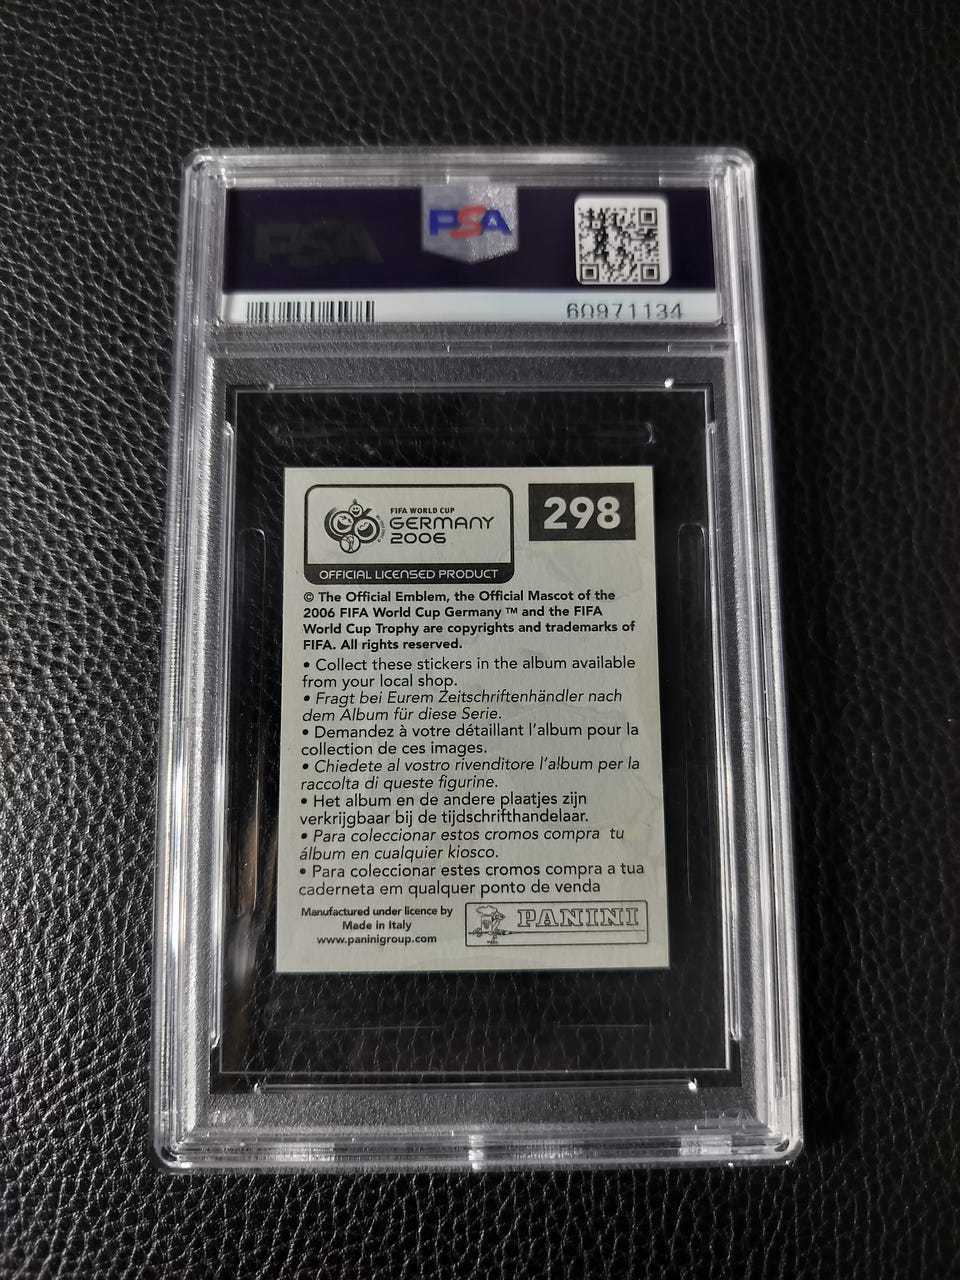 PSA
PSA
60971134
FIFA WORLD CUP
GERMANY
2006
298
OFFICIAL LICENSED PRODUCT
© The Official Emblem, the Official Mascot of the
2006 FIFA World Cup Germany ™ and the FIFA
World Cup Trophy are copyrights and trademarks of
FIFA. All rights reserved.
• Collect these stickers in the album available
from your local shop.
• Fragt bei Eurem Zeitschriftenhändler nach
dem Album für diese Serie.
• Demandez à votre détaillant l'album pour la
collection de ces images.
• Chiedete al vostro rivenditore l'album per la
raccolta di queste figurine.
• Het album en de andere plaatjes zijn
verkrijgbaar bij de tijdschrifthandelaar.
• Para coleccionar estos cromos compra tu
álbum en cualquier kiosco.
• Para coleccionar estes cromos compra a tua
caderneta em qualquer ponto de venda
Manufactured under licence by
Made in Italy
www.paninigroup.com
PANINI